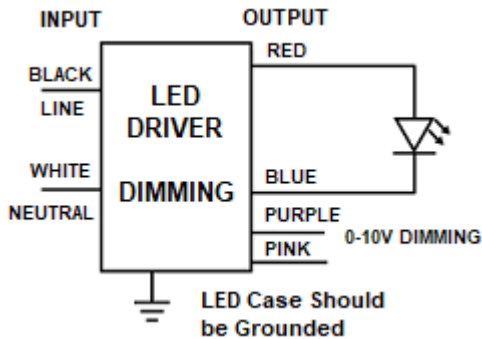 INPUT
OUTPUT
BLACK
LINE
WHITE
NEUTRAL
LED
DRIVER
DIMMING
RED
BLUE
PURPLE
PINK
0-10V DIMMING
LED Case Should
be Grounded